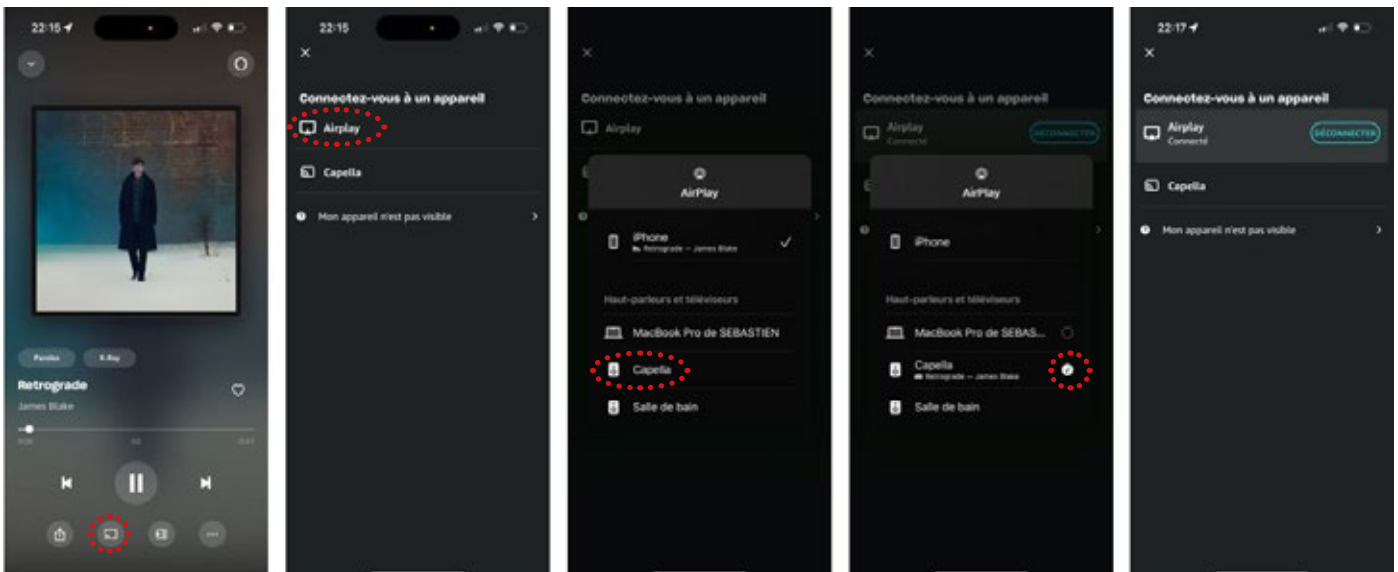 22:15
Paroles
X-Ray
Retrograde
James Blake
22:15
Connectez-vous à un appareil
Airplay
Capella
Mon appareil n'est pas visible
Connectez-vous à un appareil
Airplay
AirPlay
iPhone
Retrograde — James Blake
Haut-parleurs et téléviseurs
MacBook Pro de SEBASTIEN
Capella
Salle de bain
Connectez-vous à un appareil
Airplay
Connecté
DÉCONNECTER
AirPlay
iPhone
Haut-parleurs et téléviseurs
MacBook Pro de SEBAS...
Capella
Retrograde — James Blake
Salle de bain
22:17
Connectez-vous à un appareil
Airplay
Connecté
DÉCONNECTER
Capella
Mon appareil n'est pas visible